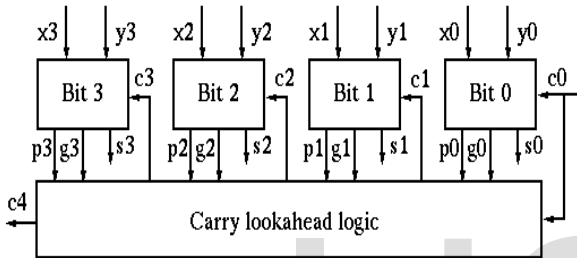 x3 y3 x2 y2 x1 y1 x0 y0
c3 c2 c1 c0
Bit 3 Bit 2 Bit 1 Bit 0
p3 g3 s3 p2 g2 s2 p1 g1 s1 p0 g0 s0
c4
Carry lookahead logic